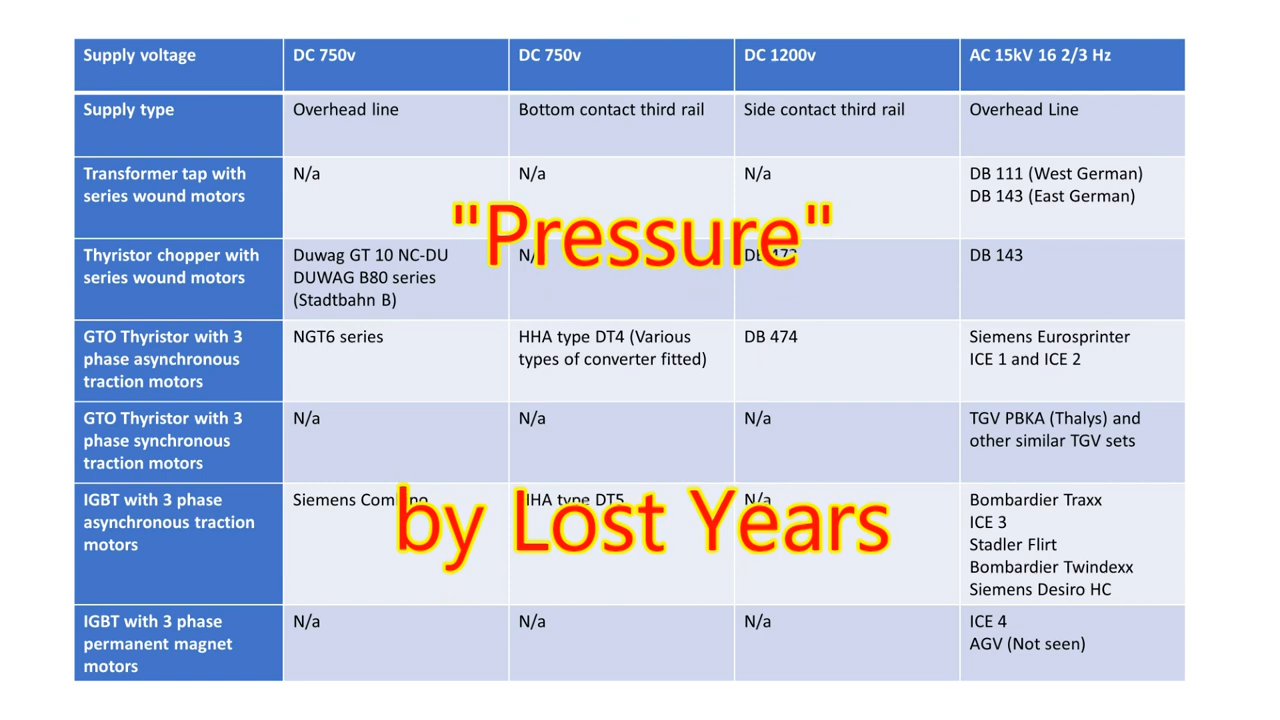 Supply voltage
DC 750v
DC 750v
DC 1200v
AC 15kV 16 2/3 Hz
Supply type
Overhead line
Bottom contact third rail
Side contact third rail
Overhead Line
Transformer tap with
series wound motors
N/a
N/a
N/a
DB 111 (West German)
DB 143 (East German)
"Pressure"
Thyristor chopper with
series wound motors
Duwag GT 10 NC-DU
DUWAG B80 series
(Stadtbahn B)
DB 143
GTO Thyristor with 3
phase asynchronous
traction motors
NGT6 series
HHA type DT4 (Various
types of converter fitted)
DB 474
Siemens Eurosprinter
ICE 1 and ICE 2
GTO Thyristor with 3
phase synchronous
traction motors
N/a
N/a
N/a
TGV PBKA (Thalys) and
other similar TGV sets
IGBT with 3 phase
asynchronous traction
motors
Siemens
HHA type DT5
N/a
Bombardier Traxx
ICE 3
Stadler Flirt
Bombardier Twindexx
Siemens Desiro HC
by Lost Years
IGBT with 3 phase
permanent magnet
motors
N/a
N/a
N/a
ICE 4
AGV (Not seen)